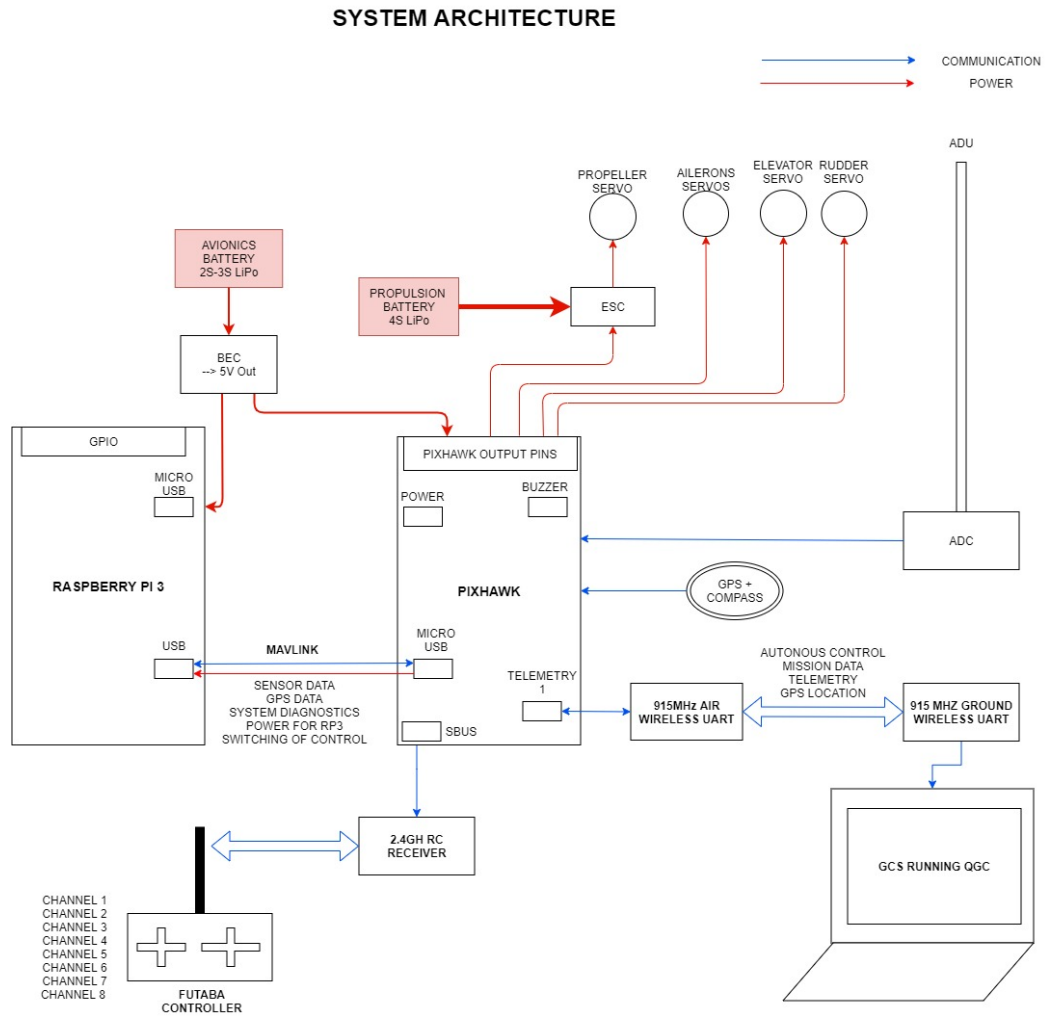 SYSTEM ARCHITECTURE
COMMUNICATION
POWER
ADU
PROPELLER
SERVO
AILERONS
SERVOS
ELEVATOR
SERVO
RUDDER
SERVO
AVIONICS
BATTERY
2S-3S LiPo
PROPULSION
BATTERY
4S LiPo
ESC
BEC
--> 5V Out
GPIO
PIXHAWK OUTPUT PINS
MICRO
USB
POWER
BUZZER
ADC
RASPBERRY PI 3
PIXHAWK
GPS +
COMPASS
USB
MAVLINK
MICRO
USB
SENSOR DATA
GPS DATA
SYSTEM DIAGNOSTICS
POWER FOR RP3
SWITCHING OF CONTROL
TELEMETRY
1
SBUS
915MHz AIR
WIRELESS UART
AUTONOUS CONTROL
MISSION DATA
TELEMETRY
GPS LOCATION
915 MHZ GROUND
WIRELESS UART
2.4GH RC
RECEIVER
GCS RUNNING QGC
CHANNEL 1
CHANNEL 2
CHANNEL 3
CHANNEL 4
CHANNEL 5
CHANNEL 6
CHANNEL 7
CHANNEL 8
FUTABA
CONTROLLER